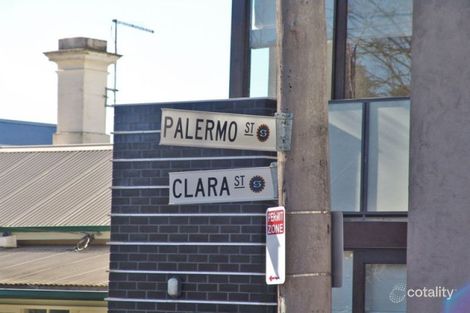 PALERMO ST
CLARA ST
PERMIT
ZONE
cotality